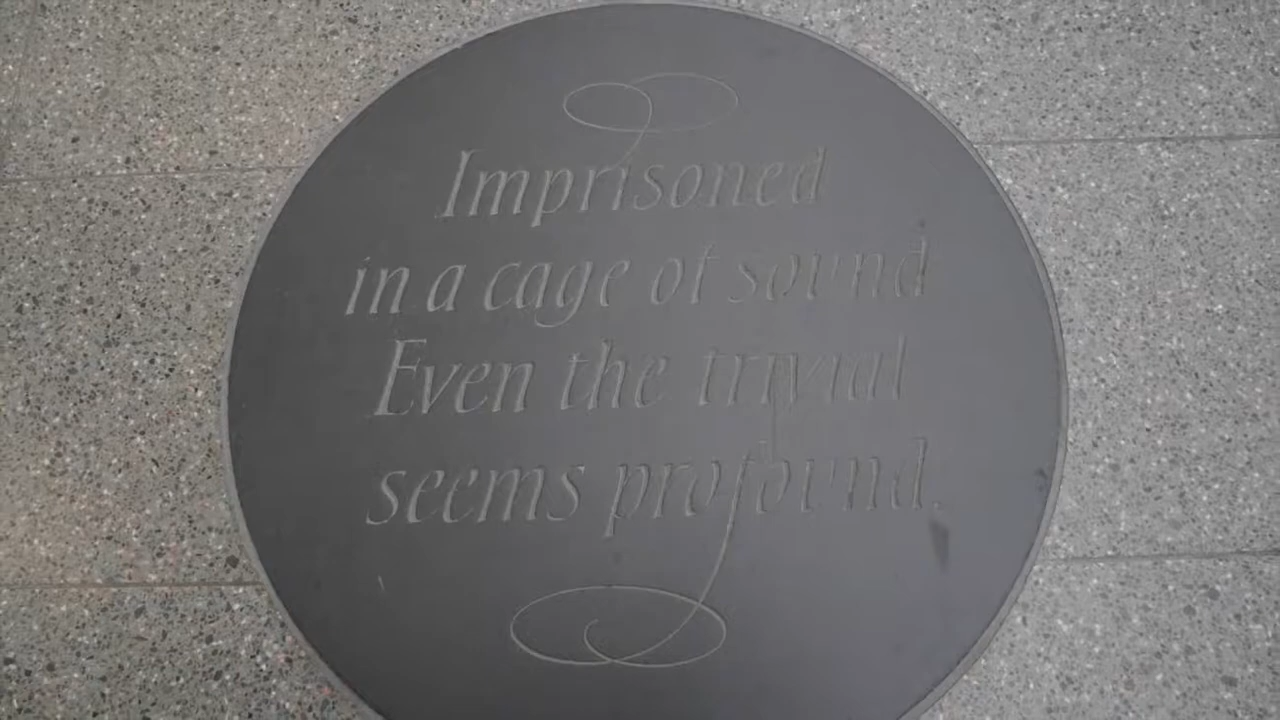 Imprisoned
in a cage of sound
Even the trivial
seems profound.